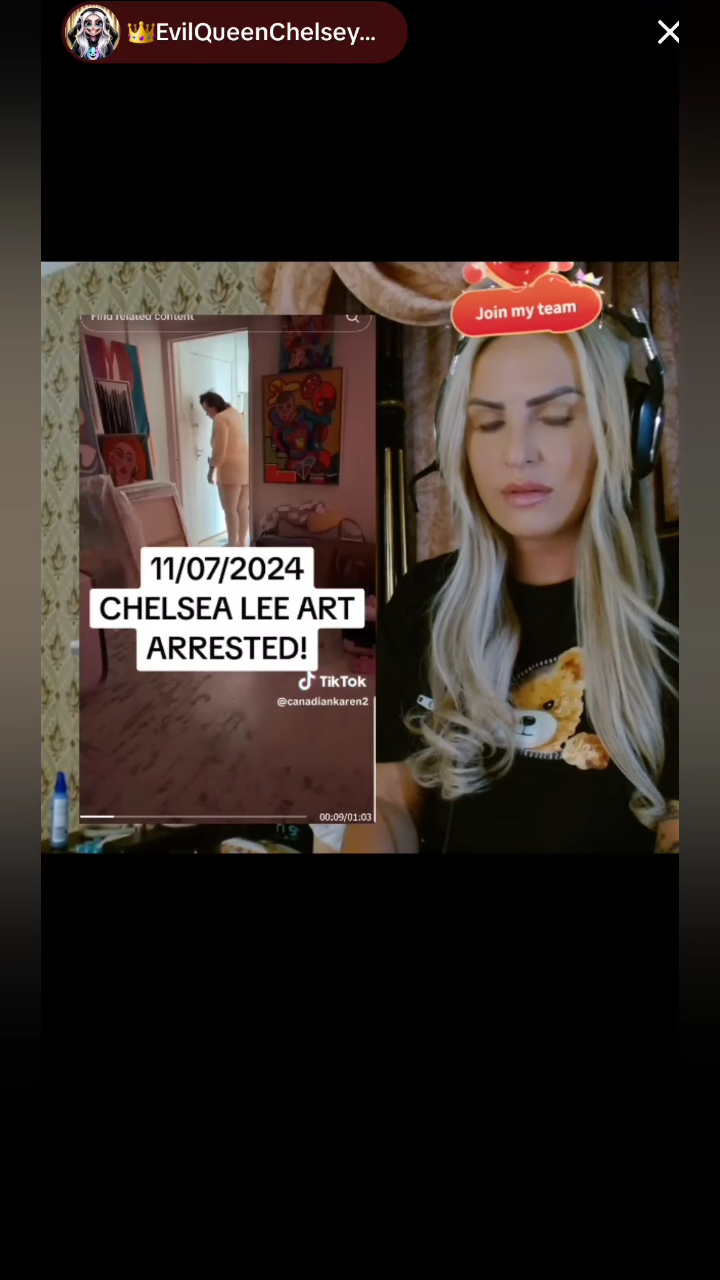 👑EvilQueenChelsey...
Join my team
Find related content
11/07/2024
CHELSEA LEE ART
ARRESTED!
TikTok
@canadiankaren2
00:09/01:03